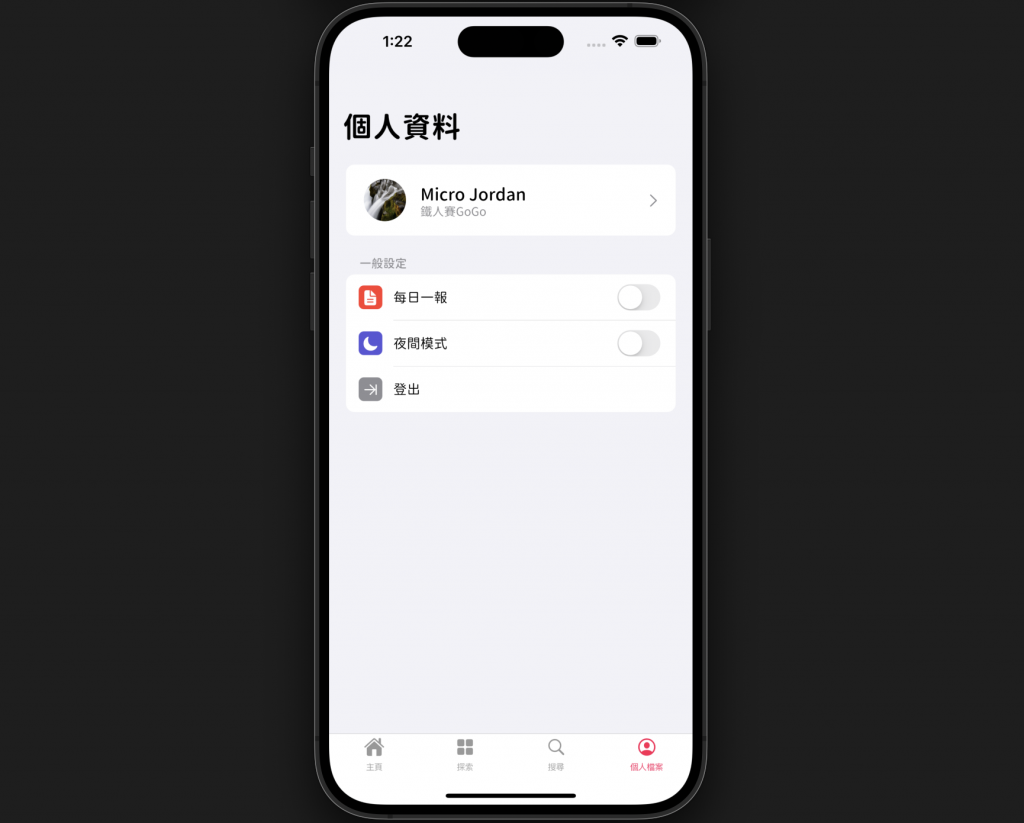 1:22
個人資料
Micro Jordan
鐵人賽GoGo
一般設定
每日一報
夜間模式
登出
主頁
探索
搜尋
個人檔案